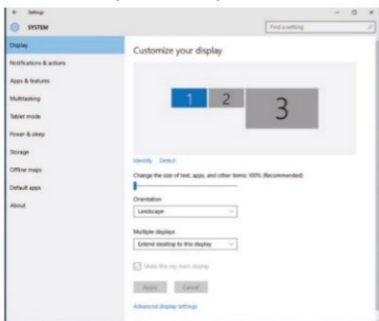 Settings
SYSTEM
Find a setting
Display
Notifications & actions
Apps & features
Multitasking
Tablet mode
Power & sleep
Storage
Offline maps
Default apps
About
Customize your display
1 2 3
Identify Detect
Change the size of text, apps, and other items: 100% (Recommended)
Orientation
Landscape
Multiple displays
Extend desktop to this display
Make this my main display
Apply Cancel
Advanced display settings